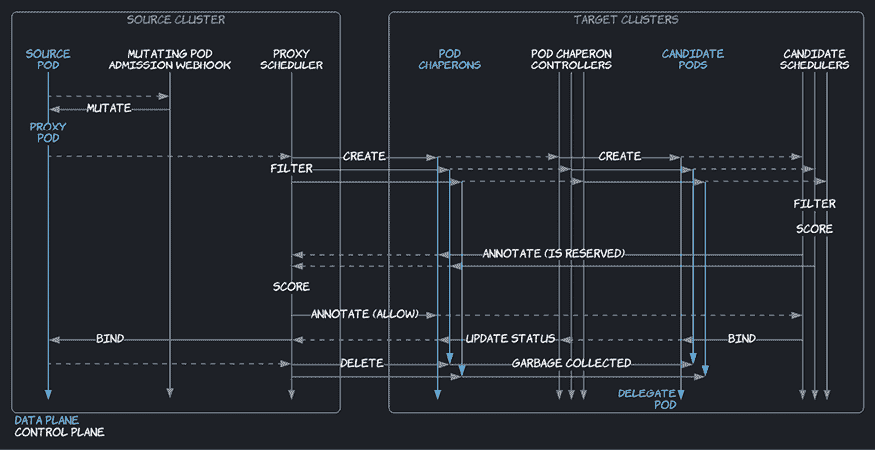 SOURCE CLUSTER
TARGET CLUSTERS
SOURCE
POD
MUTATING POD
ADMISSION WEBHOOK
PROXY
SCHEDULER
POD
CHAPERONS
POD CHAPERON
CONTROLLERS
CANDIDATE
PODS
CANDIDATE
SCHEDULERS
MUTATE
PROXY
POD
CREATE
CREATE
FILTER
FILTER
SCORE
ANNOTATE (IS RESERVED)
SCORE
ANNOTATE (ALLOW)
BIND
UPDATE STATUS
BIND
DELETE
GARBAGE COLLECTED
DELEGATE
POD
DATA PLANE
CONTROL PLANE